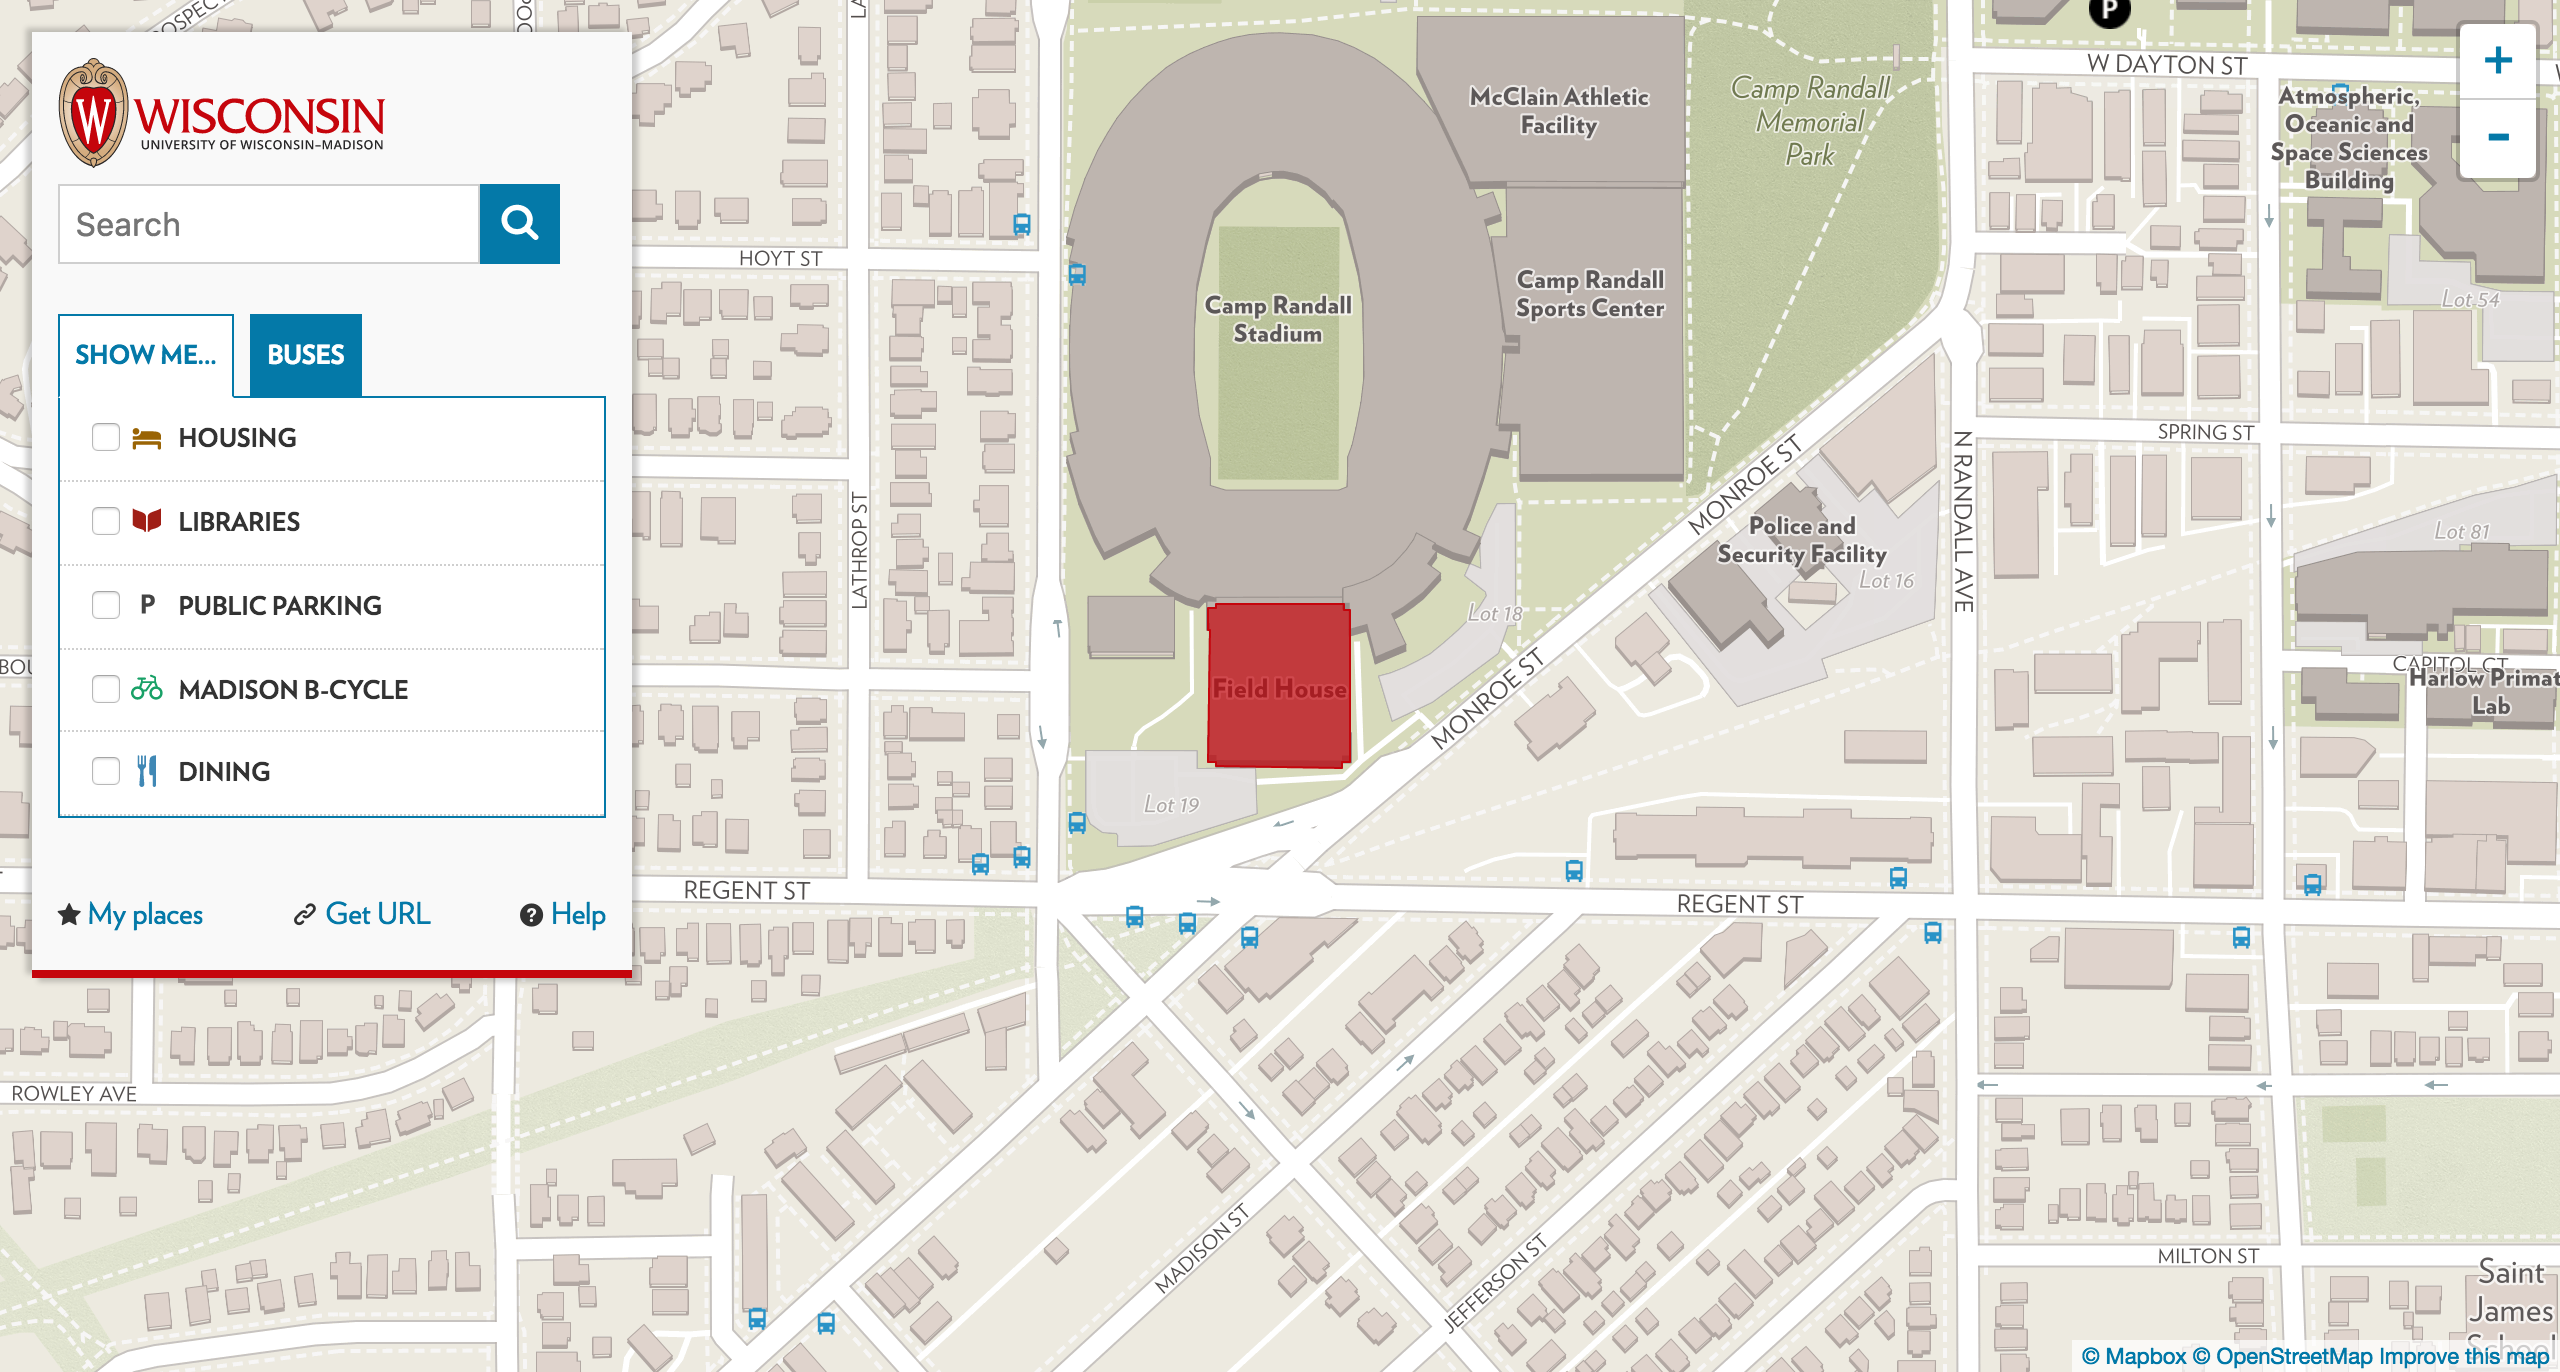 WISCONSIN
UNIVERSITY OF WISCONSIN–MADISON
Search
SHOW ME...
BUSES
HOUSING
LIBRARIES
P PUBLIC PARKING
MADISON B-CYCLE
DINING
My places
Get URL
? Help
HOYT ST
LATHROP ST
REGENT ST
ROWLEY AVE
McClain Athletic
Facility
Camp Randall
Memorial
Park
Camp Randall
Stadium
Camp Randall
Sports Center
MONROE ST
Police and
Security Facility
Lot 16
Lot 18
Field House
MONROE ST
Lot 19
REGENT ST
MADISON ST
JEFFERSON ST
N RANDALL AVE
P
W DAYTON ST
Atmospheric,
Oceanic and
Space Sciences
Building
Lot 54
SPRING ST
Lot 81
CAPITOL CT
Harlow Primat
Lab
MILTON ST
Saint
James
School
+
-
© Mapbox © OpenStreetMap Improve this map